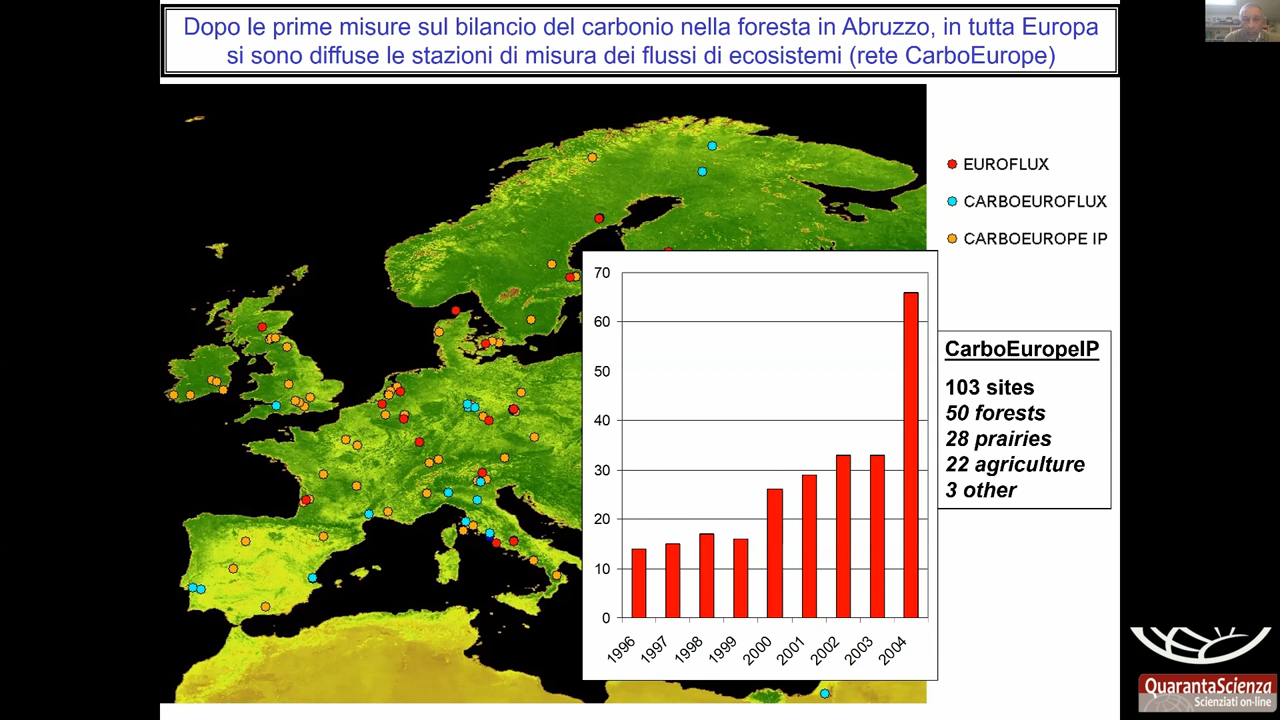 Dopo le prime misure sul bilancio del carbonio nella foresta in Abruzzo, in tutta Europa
si sono diffuse le stazioni di misura dei flussi di ecosistemi (rete CarboEurope)
EUROFLUX
CARBOEUROFLUX
CARBOEUROPE IP
70
60
50
40
30
20
10
0
1996
1997
1998
1999
2000
2001
2002
2003
2004
CarboEuropeIP
103 sites
50 forests
28 prairies
22 agriculture
3 other
QuarantaScienza
Scienziati on-line